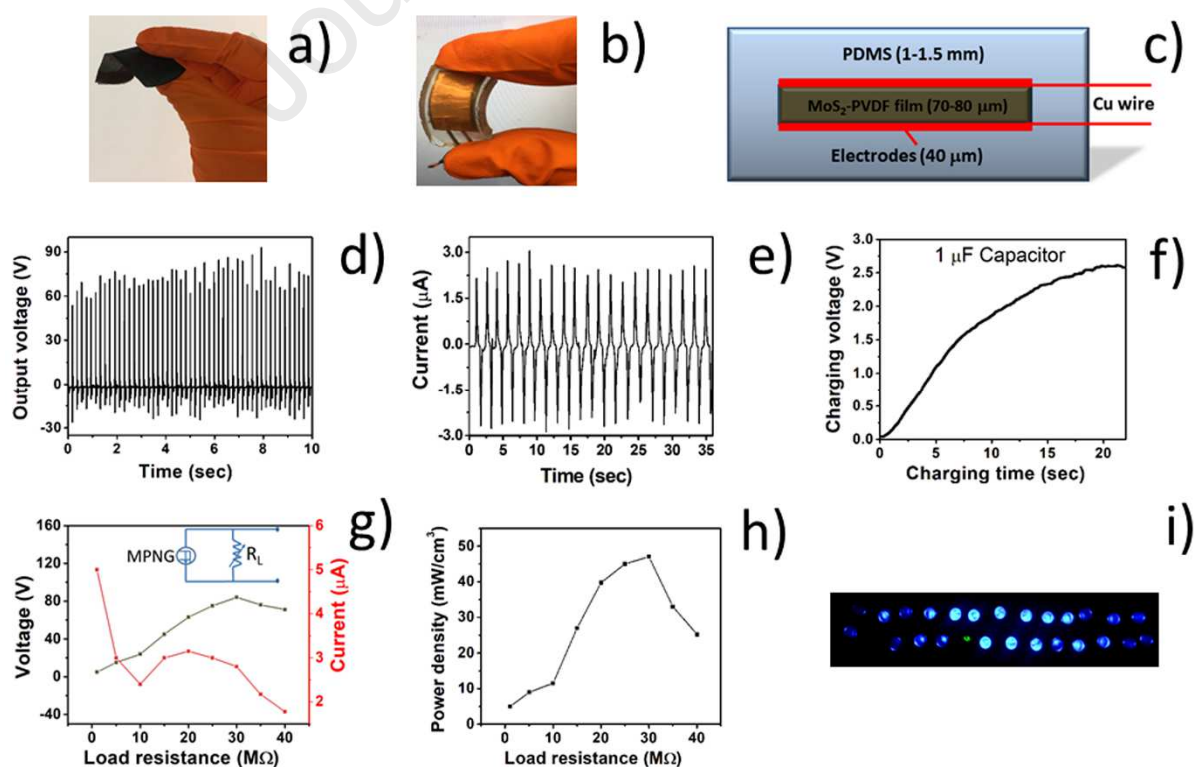 Jou
a)
b)
c)
PDMS (1-1.5 mm)
MoS₂-PVDF film (70-80 μm)
Cu wire
Electrodes (40 μm)
d)
Output voltage (V)
90
60
30
0
-30
0 2 4 6 8 10
Time (sec)
e)
Current (μA)
3.0
1.5
0.0
-1.5
-3.0
0 5 10 15 20 25 30 35
Time (sec)
f)
1 μF Capacitor
Charging voltage (V)
3.0
2.5
2.0
1.5
1.0
0.5
0.0
0 5 10 15 20
Charging time (sec)
g)
Voltage (V)
160
120
80
40
0
-40
MPNG
R_L
6
5
4
3
2
Current (μA)
0 10 20 30 40
Load resistance (MΩ)
h)
Power density (mW/cm³)
50
40
30
20
10
0
0 10 20 30 40
Load resistance (MΩ)
i)